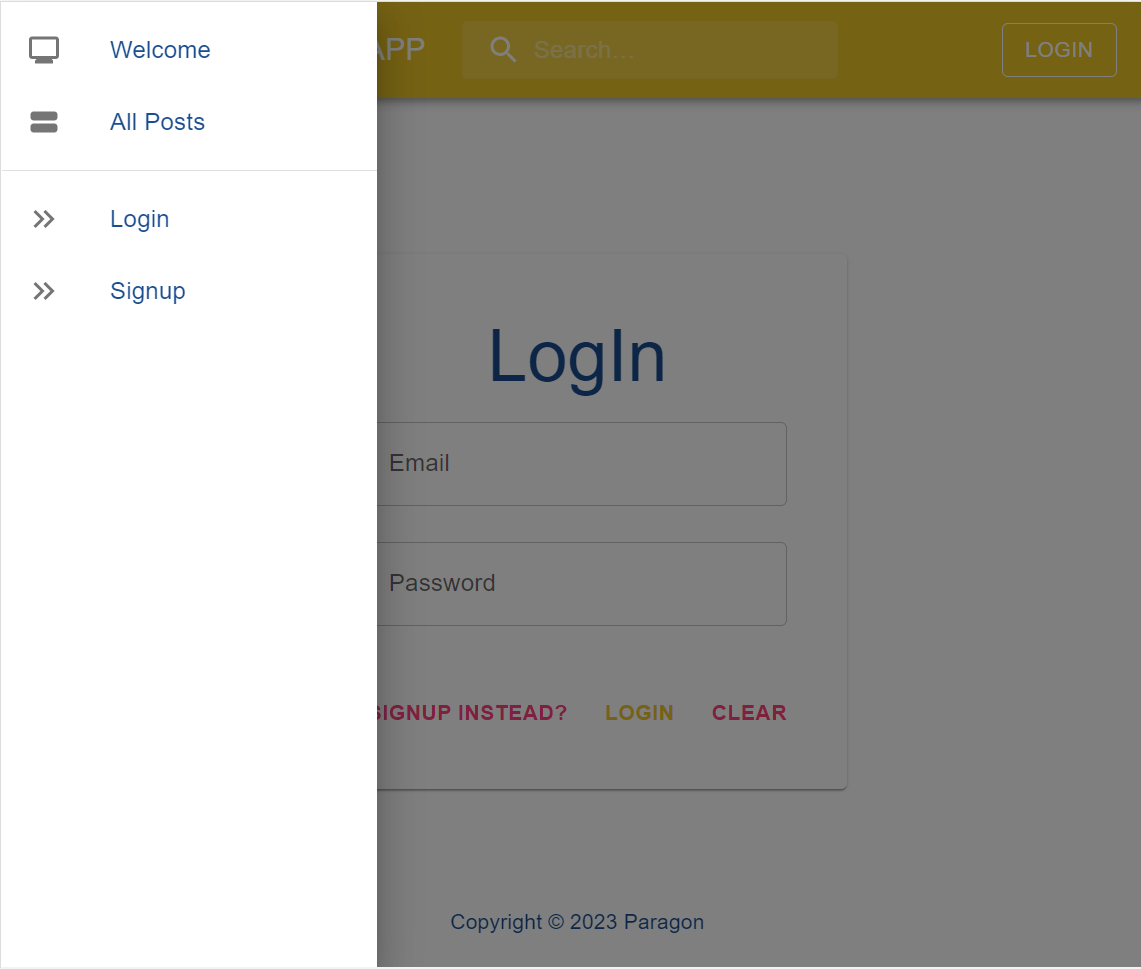 Welcome
All Posts
Login
Signup
APP
Search...
LOGIN
LogIn
Email
Password
SIGNUP INSTEAD?
LOGIN
CLEAR
Copyright © 2023 Paragon